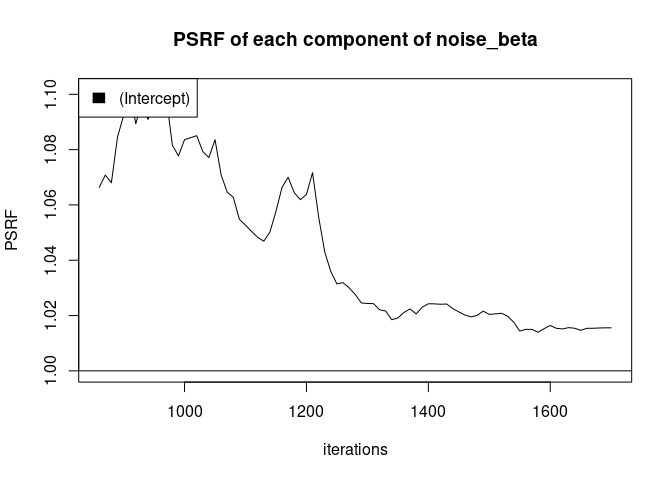 PSRF of each component of noise_beta
(Intercept)
1.10
1.08
1.06
1.04
1.02
1.00
PSRF
1000 1200 1400 1600
iterations